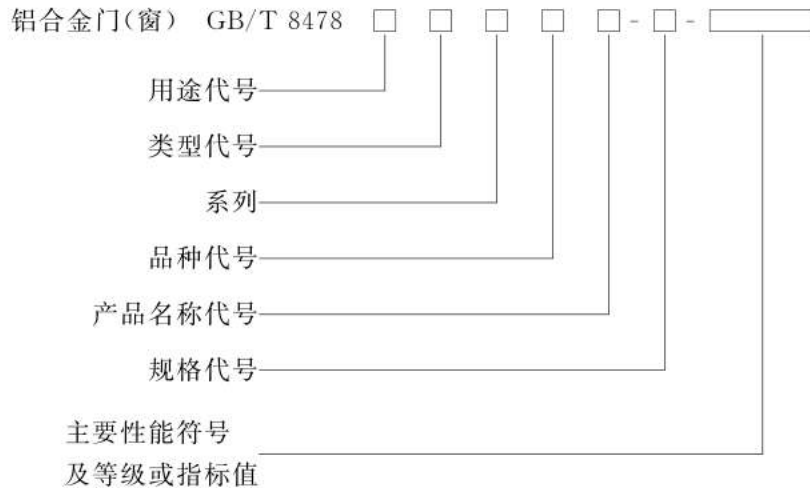 铝合金门(窗) GB/T 8478 □ □ □ □ □-□-□
用途代号
类型代号
系列
品种代号
产品名称代号
规格代号
主要性能符号
及等级或指标值